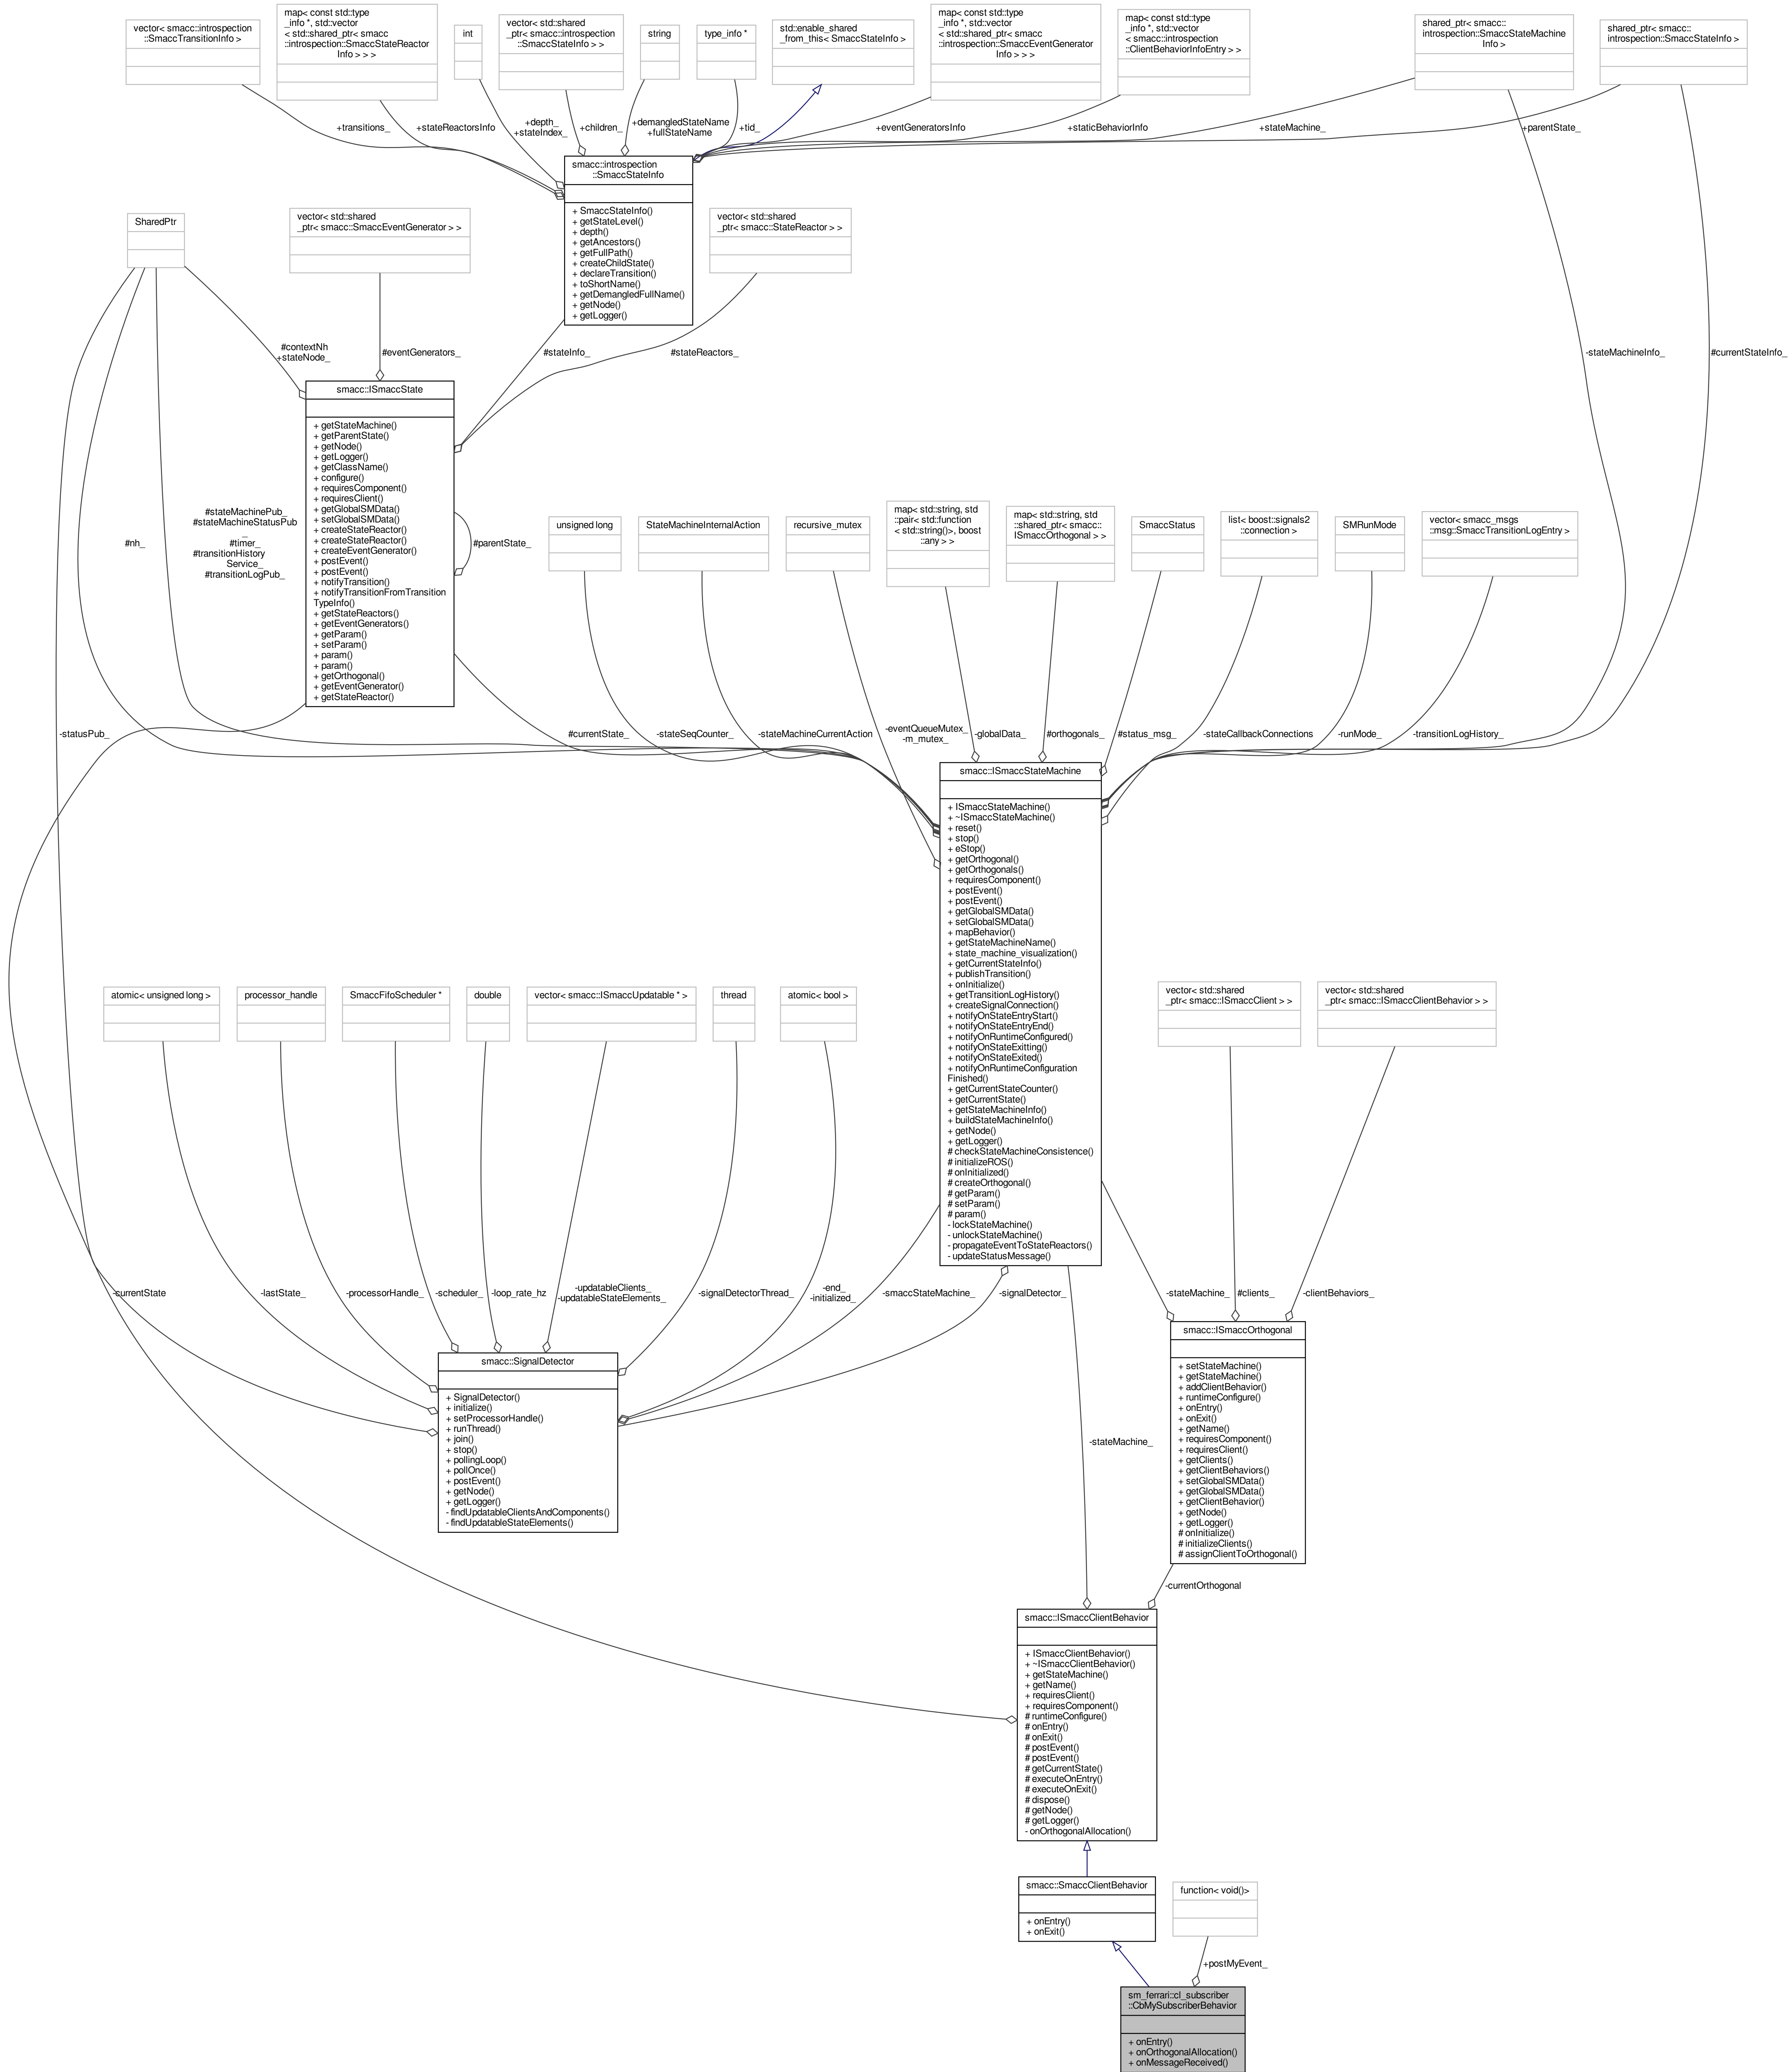 vector< smacc::introspection
::SmaccTransitionInfo >
map< const std::type
_info *, std::vector
< std::shared_ptr< smacc
::introspection::SmaccStateReactor
Info > > >
int
vector< std::shared
_ptr< smacc::introspection
::SmaccStateInfo > >
string
type_info *
std::enable_shared
_from_this< SmaccStateInfo >
map< const std::type
_info *, std::vector
< std::shared_ptr< smacc
::introspection::SmaccEventGenerator
Info > > >
map< const std::type
_info *, std::vector
< smacc::introspection
::ClientBehaviorInfoEntry > >
shared_ptr< smacc::
introspection::SmaccStateMachine
Info >
shared_ptr< smacc::
introspection::SmaccStateInfo >
+transitions_
+stateReactorsInfo
+depth_
+stateIndex_
+children_
+demangledStateName
+fullStateName
+tid_
+eventGeneratorsInfo
+staticBehaviorInfo
+stateMachine_
+parentState_
smacc::introspection
::SmaccStateInfo
+ SmaccStateInfo()
+ getStateLevel()
+ depth()
+ getAncestors()
+ getFullPath()
+ createChildState()
+ declareTransition()
+ toShortName()
+ getDemangledFullName()
+ getNode()
+ getLogger()
SharedPtr
vector< std::shared
_ptr< smacc::SmaccEventGenerator > >
vector< std::shared
_ptr< smacc::StateReactor > >
#contextNh
+stateNode_
#eventGenerators_
#stateInfo_
#stateReactors_
-stateMachineInfo_
#currentStateInfo_
smacc::ISmaccState
+ getStateMachine()
+ getParentState()
+ getNode()
+ getLogger()
+ getClassName()
+ configure()
+ requiresComponent()
+ requiresClient()
+ getGlobalSMData()
+ setGlobalSMData()
+ createStateReactor()
+ createStateReactor()
+ createEventGenerator()
+ postEvent()
+ postEvent()
+ notifyTransition()
+ notifyTransitionFromTransition
TypeInfo()
+ getStateReactors()
+ getEventGenerators()
+ getParam()
+ setParam()
+ param()
+ param()
+ getOrthogonal()
+ getEventGenerator()
+ getStateReactor()
#parentState_
#nh_
#stateMachinePub_
#stateMachineStatusPub
_
#timer_
#transitionHistory
Service_
#transitionLogPub_
unsigned long
StateMachineInternalAction
recursive_mutex
map< std::string, std
::pair< std::function
< std::string()>, boost
::any > >
map< std::string, std
::shared_ptr< smacc::
ISmaccOrthogonal > >
SmaccStatus
list< boost::signals2
::connection >
SMRunMode
vector< smacc_msgs
::msg::SmaccTransitionLogEntry >
-statusPub_
#currentState_
-stateSeqCounter_
-stateMachineCurrentAction
-eventQueueMutex_
-m_mutex_
-globalData_
#orthogonals_
#status_msg_
-stateCallbackConnections
-runMode_
-transitionLogHistory_
smacc::ISmaccStateMachine
+ ISmaccStateMachine()
+ ~ISmaccStateMachine()
+ reset()
+ stop()
+ eStop()
+ getOrthogonal()
+ getOrthogonals()
+ requiresComponent()
+ postEvent()
+ postEvent()
+ getGlobalSMData()
+ setGlobalSMData()
+ mapBehavior()
+ getStateMachineName()
+ state_machine_visualization()
+ getCurrentStateInfo()
+ publishTransition()
+ onInitialize()
+ getTransitionLogHistory()
+ createSignalConnection()
+ notifyOnStateEntryStart()
+ notifyOnStateEntryEnd()
+ notifyOnRuntimeConfigured()
+ notifyOnStateExitting()
+ notifyOnStateExited()
+ notifyOnRuntimeConfiguration
Finished()
+ getCurrentStateCounter()
+ getCurrentState()
+ getStateMachineInfo()
+ buildStateMachineInfo()
+ getNode()
+ getLogger()
# checkStateMachineConsistence()
# initializeROS()
# onInitialized()
# createOrthogonal()
# getParam()
# setParam()
# param()
- lockStateMachine()
- unlockStateMachine()
- propagateEventToStateReactors()
- updateStatusMessage()
atomic< unsigned long >
processor_handle
SmaccFifoScheduler *
double
vector< smacc::ISmaccUpdatable * >
thread
atomic< bool >
vector< std::shared
_ptr< smacc::ISmaccClient > >
vector< std::shared
_ptr< smacc::ISmaccClientBehavior > >
-currentState
-lastState_
-processorHandle_
-scheduler_
-loop_rate_hz
-updatableClients_
-updatableStateElements_
-signalDetectorThread_
-end_
-initialized_
-smaccStateMachine_
-signalDetector_
-stateMachine_
#clients_
-clientBehaviors_
smacc::SignalDetector
+ SignalDetector()
+ initialize()
+ setProcessorHandle()
+ runThread()
+ join()
+ stop()
+ pollingLoop()
+ pollOnce()
+ postEvent()
+ getNode()
+ getLogger()
- findUpdatableClientsAndComponents()
- findUpdatableStateElements()
smacc::ISmaccOrthogonal
+ setStateMachine()
+ getStateMachine()
+ addClientBehavior()
+ runtimeConfigure()
+ onEntry()
+ onExit()
+ getName()
+ requiresComponent()
+ requiresClient()
+ getClients()
+ getClientBehaviors()
+ setGlobalSMData()
+ getGlobalSMData()
+ getClientBehavior()
+ getNode()
+ getLogger()
# onInitialize()
# initializeClients()
# assignClientToOrthogonal()
-stateMachine_
-currentOrthogonal
smacc::ISmaccClientBehavior
+ ISmaccClientBehavior()
+ ~ISmaccClientBehavior()
+ getStateMachine()
+ getName()
+ requiresClient()
+ requiresComponent()
# runtimeConfigure()
# onEntry()
# onExit()
# postEvent()
# postEvent()
# getCurrentState()
# executeOnEntry()
# executeOnExit()
# dispose()
# getNode()
# getLogger()
- onOrthogonalAllocation()
smacc::SmaccClientBehavior
+ onEntry()
+ onExit()
function< void()>
+postMyEvent_
sm_ferrari::cl_subscriber
::CbMySubscriberBehavior
+ onEntry()
+ onOrthogonalAllocation()
+ onMessageReceived()